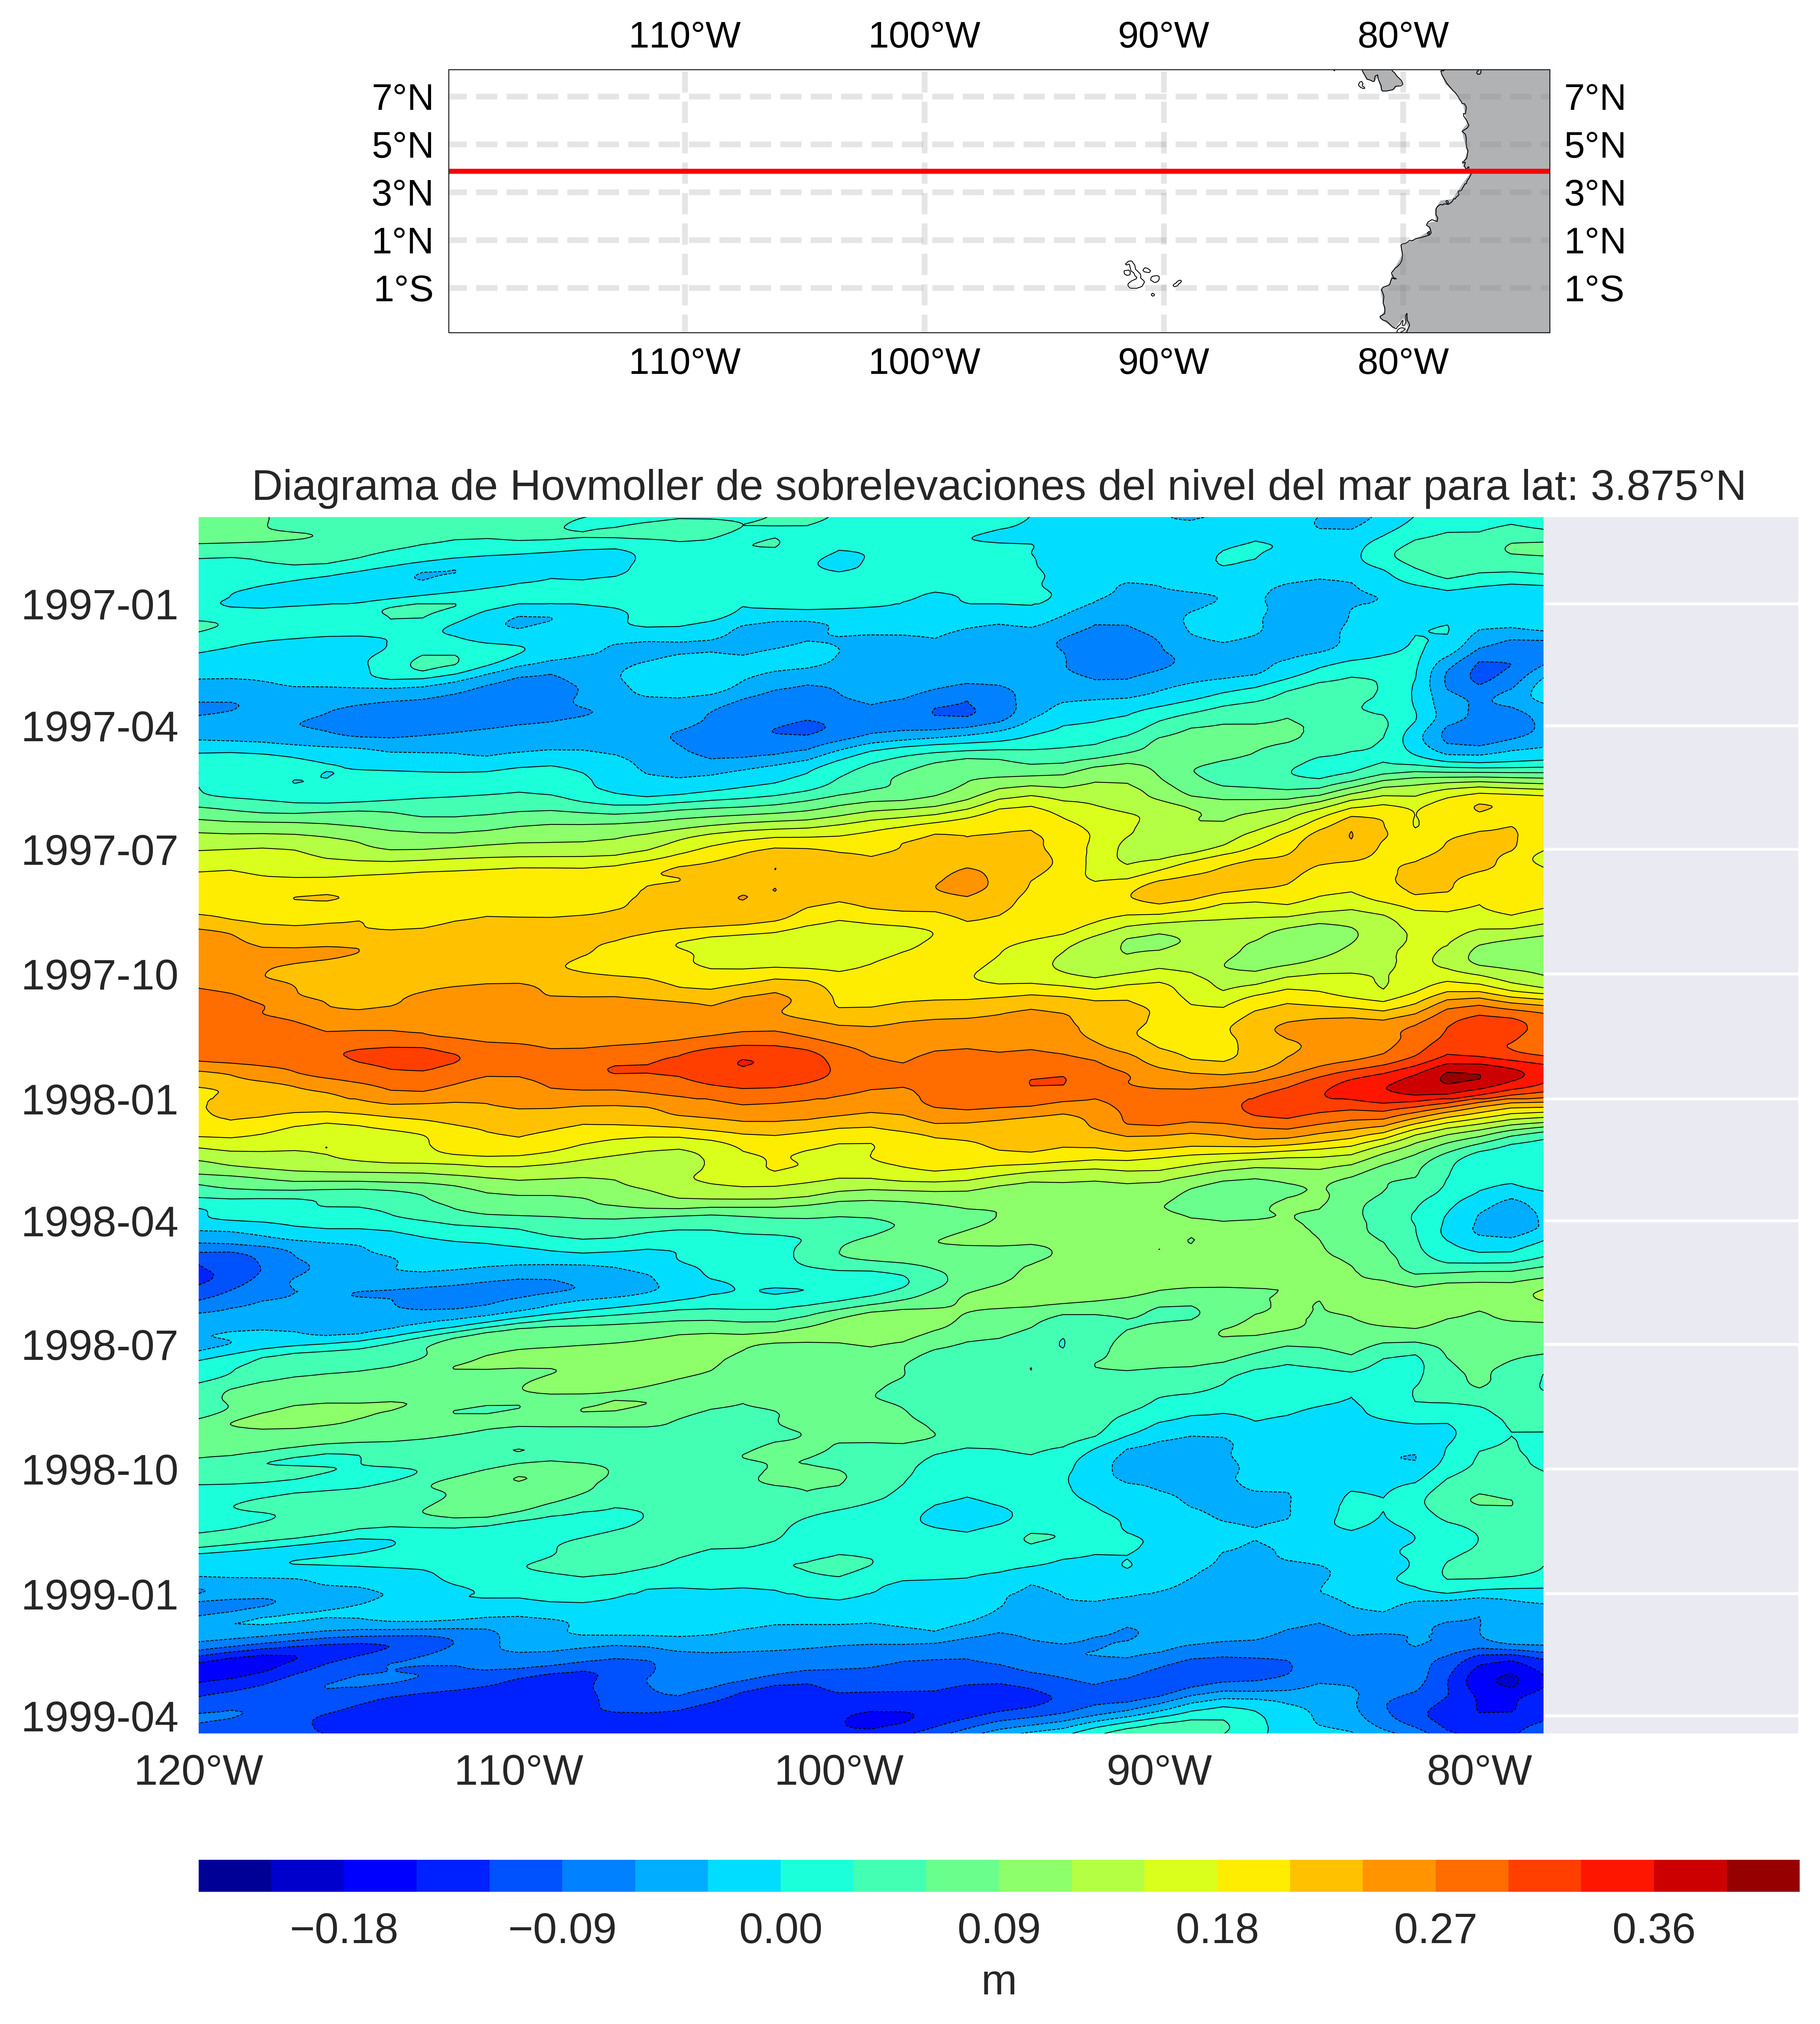 110°W 100°W 90°W 80°W
7°N 7°N
5°N 5°N
3°N 3°N
1°N 1°N
1°S 1°S
110°W 100°W 90°W 80°W
Diagrama de Hovmoller de sobrelevaciones del nivel del mar para lat: 3.875°N
1997-01
1997-04
1997-07
1997-10
1998-01
1998-04
1998-07
1998-10
1999-01
1999-04
120°W 110°W 100°W 90°W 80°W
−0.18 −0.09 0.00 0.09 0.18 0.27 0.36
m